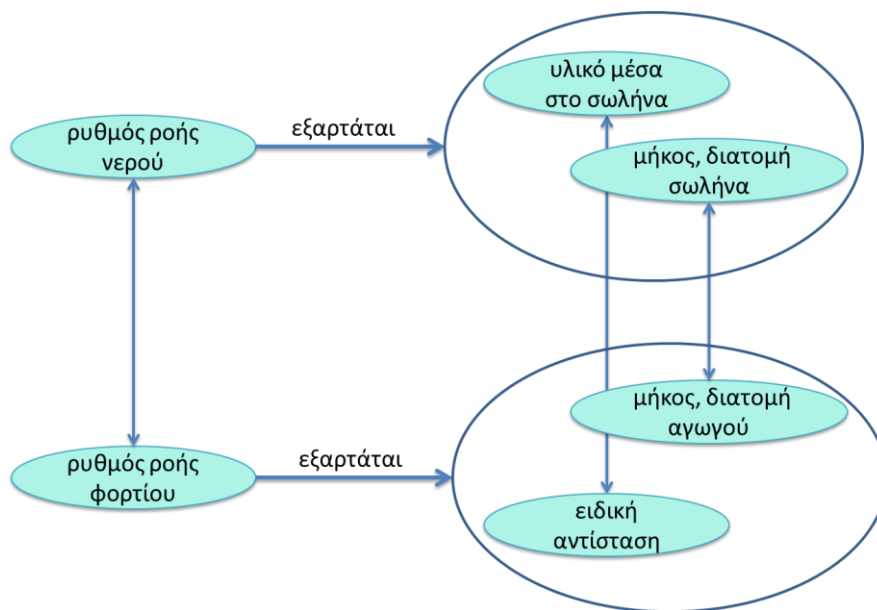 υλικό μέσα
στο σωλήνα
ρυθμός ροής
νερού
εξαρτάται
μήκος, διατομή
σωλήνα
μήκος, διατομή
αγωγού
ρυθμός ροής
φορτίου
εξαρτάται
ειδική
αντίσταση